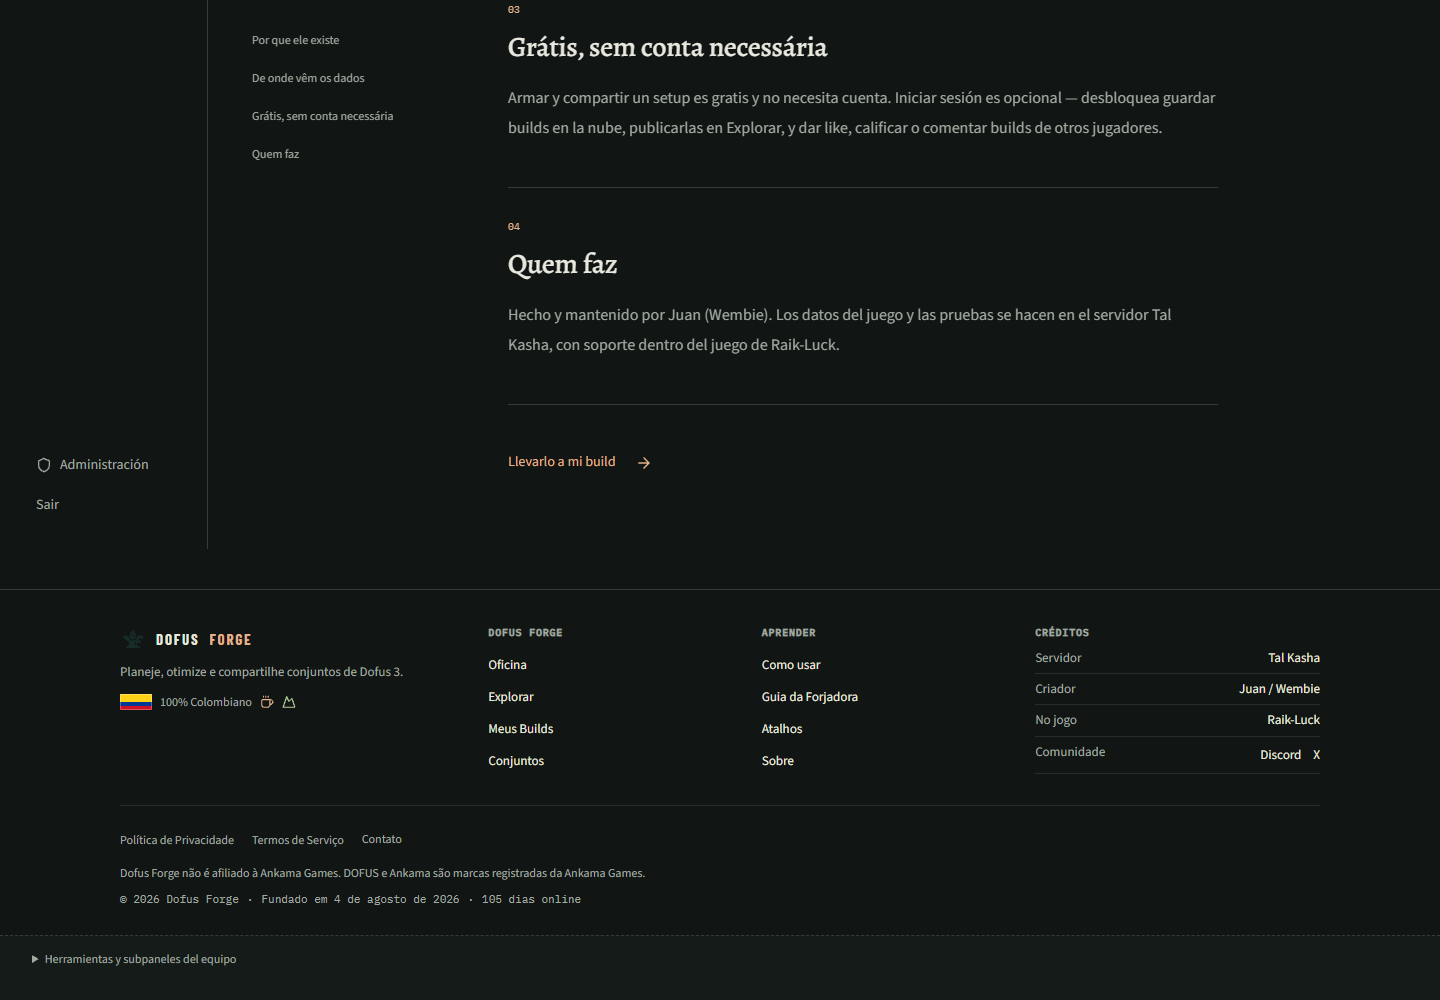 Por que ele existe
De onde vêm os dados
Grátis, sem conta necessária
Quem faz
Administración
Sair
03
Grátis, sem conta necessária
Armar y compartir un setup es gratis y no necesita cuenta. Iniciar sesión es opcional — desbloquea guardar
builds en la nube, publicarlas en Explorar, y dar like, calificar o comentar builds de otros jugadores.
04
Quem faz
Hecho y mantenido por Juan (Wembie). Los datos del juego y las pruebas se hacen en el servidor Tal
Kasha, con soporte dentro del juego de Raik-Luck.
Llevarlo a mi build
DOFUS FORGE
Planeje, otimize e compartilhe conjuntos de Dofus 3.
100% Colombiano
DOFUS FORGE
Oficina
Explorar
Meus Builds
Conjuntos
APRENDER
Como usar
Guia da Forjadora
Atalhos
Sobre
CRÉDITOS
Servidor Tal Kasha
Criador Juan / Wembie
No jogo Raik-Luck
Comunidade Discord X
Política de Privacidade Termos de Serviço Contato
Dofus Forge não é afiliado à Ankama Games. DOFUS e Ankama são marcas registradas da Ankama Games.
© 2026 Dofus Forge · Fundado em 4 de agosto de 2026 · 105 dias online
Herramientas y subpaneles del equipo